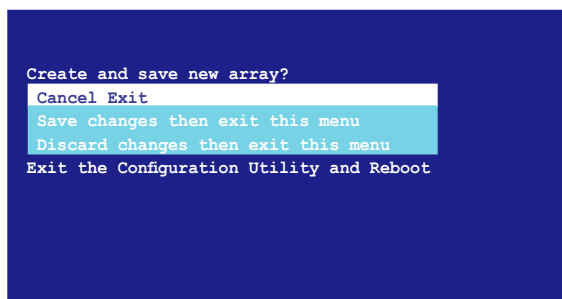 Create and save new array?
Cancel Exit
Save changes then exit this menu
Discard changes then exit this menu
Exit the Configuration Utility and Reboot